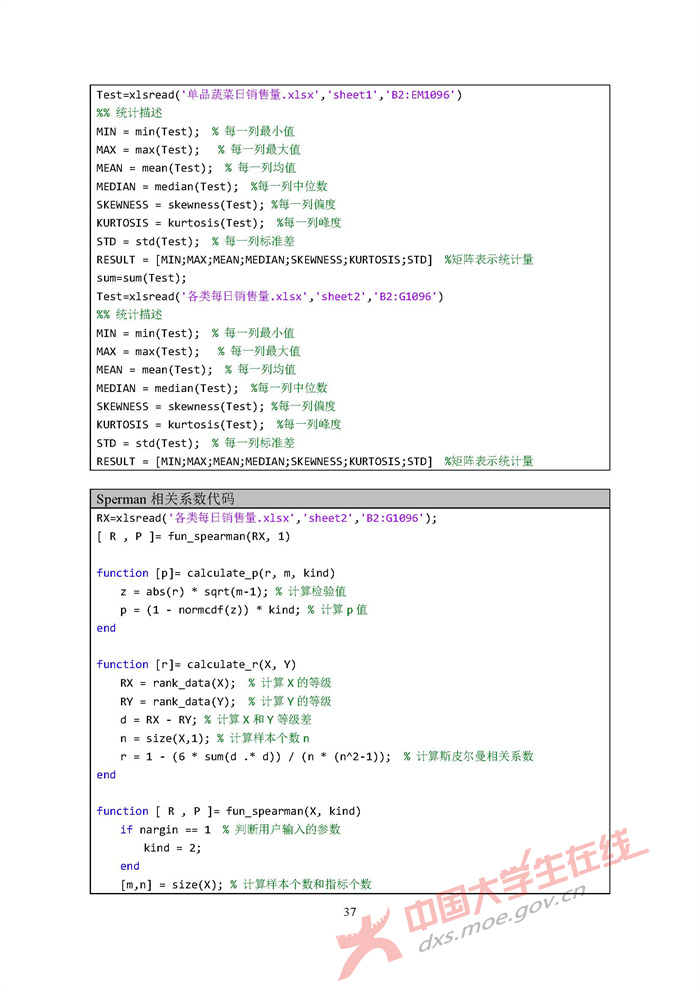 Test=xlsread('单品蔬菜日销售量.xlsx','sheet1','B2:EM1096')
%% 统计描述
MIN = min(Test);  % 每一列最小值
MAX = max(Test);   % 每一列最大值
MEAN = mean(Test);  % 每一列均值
MEDIAN = median(Test);  %每一列中位数
SKEWNESS = skewness(Test); %每一列偏度
KURTOSIS = kurtosis(Test);  %每一列峰度
STD = std(Test);  % 每一列标准差
RESULT = [MIN;MAX;MEAN;MEDIAN;SKEWNESS;KURTOSIS;STD]  %矩阵表示统计量
sum=sum(Test);
Test=xlsread('各类每日销售量.xlsx','sheet2','B2:G1096')
%% 统计描述
MIN = min(Test);  % 每一列最小值
MAX = max(Test);   % 每一列最大值
MEAN = mean(Test);  % 每一列均值
MEDIAN = median(Test);  %每一列中位数
SKEWNESS = skewness(Test); %每一列偏度
KURTOSIS = kurtosis(Test);  %每一列峰度
STD = std(Test);  % 每一列标准差
RESULT = [MIN;MAX;MEAN;MEDIAN;SKEWNESS;KURTOSIS;STD]  %矩阵表示统计量
Sperman 相关系数代码
RX=xlsread('各类每日销售量.xlsx','sheet2','B2:G1096');
[ R , P ]= fun_spearman(RX, 1)
function [p]= calculate_p(r, m, kind)
z = abs(r) * sqrt(m-1); % 计算检验值
p = (1 - normcdf(z)) * kind; % 计算 p 值
end
function [r]= calculate_r(X, Y)
RX = rank_data(X);  % 计算 X 的等级
RY = rank_data(Y);  % 计算 Y 的等级
d = RX - RY; % 计算 X 和 Y 等级差
n = size(X,1); % 计算样本个数 n
r = 1 - (6 * sum(d .* d)) / (n * (n^2-1));  % 计算斯皮尔曼相关系数
end
function [ R , P ]= fun_spearman(X, kind)
if nargin == 1  % 判断用户输入的参数
kind = 2;
end
[m,n] = size(X); % 计算样本个数和指标个数
37
中国大学生在线
dxs.moe.gov.cn